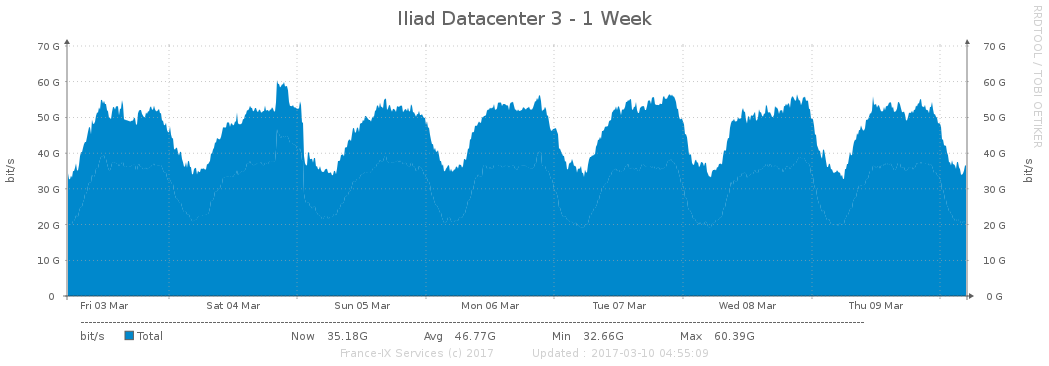 Iliad Datacenter 3 - 1 Week
RRDTOOL / TOBI OETIKER
bit/s
70 G 70 G
60 G 60 G
50 G 50 G
40 G 40 G
30 G 30 G
20 G 20 G
10 G 10 G
0 0 G
bit/s
Fri 03 Mar Sat 04 Mar Sun 05 Mar Mon 06 Mar Tue 07 Mar Wed 08 Mar Thu 09 Mar
bit/s Total Now 35.18G Avg 46.77G Min 32.66G Max 60.39G
France-IX Services (c) 2017 Updated : 2017-03-10 04:55:09